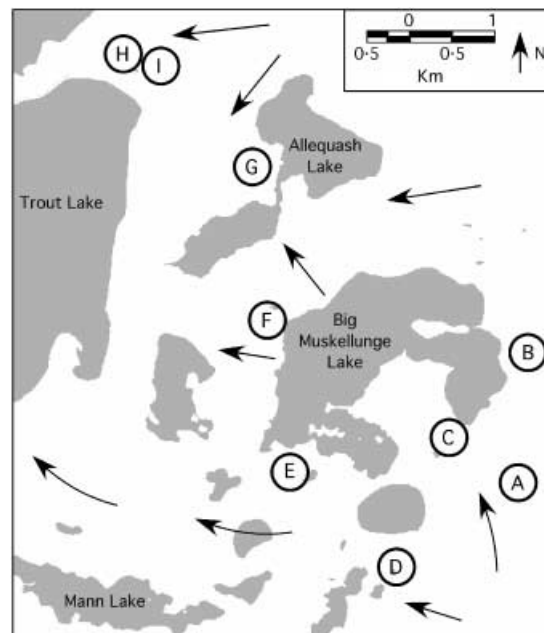 0 1
0·5 0·5
Km
N
H
I
Allequash
Lake
G
Trout Lake
F
Big
Muskellunge
Lake
B
C
E
A
D
Mann Lake